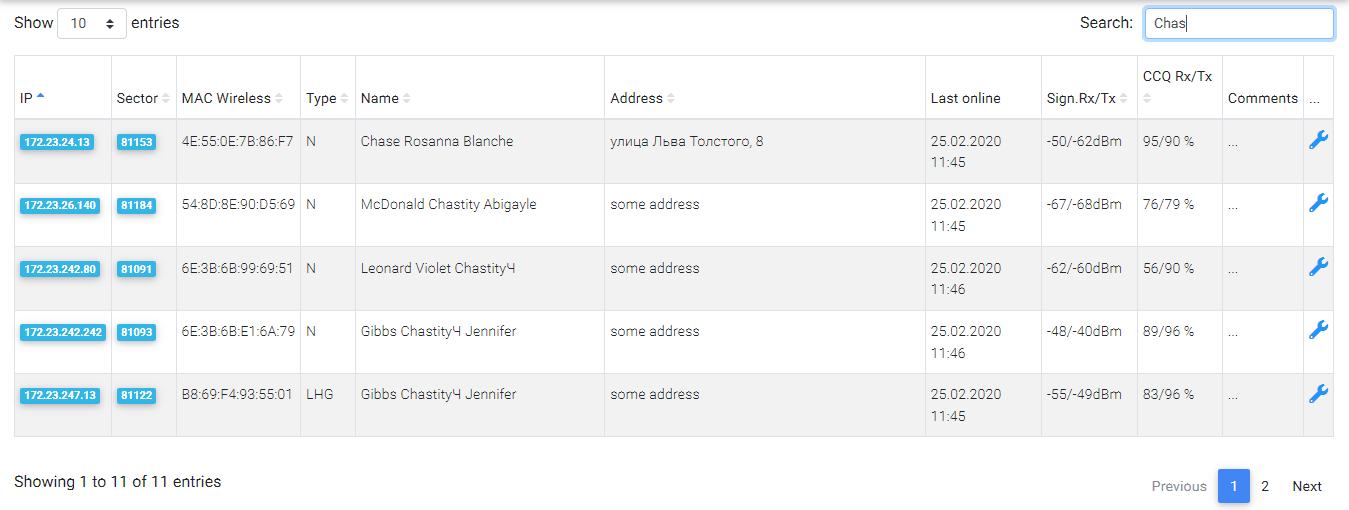 Show 10 entries Search: Chas
CCQ Rx/Tx
IP Sector MAC Wireless Type Name Address Last online Sign.Rx/Tx Comments ...
172.23.24.13 81153 4E:55:0E:7B:86:F7 N Chase Rosanna Blanche улица Льва Толстого, 8 25.02.2020 -50/-62dBm 95/90 % ...
11:45
172.23.26.140 81184 54:8D:8E:90:D5:69 N McDonald Chastity Abigayle some address 25.02.2020 -67/-68dBm 76/79 % ...
11:45
172.23.242.80 81091 6E:3B:6B:99:69:51 N Leonard Violet ChastityЧ some address 25.02.2020 -62/-60dBm 56/90 % ...
11:46
172.23.242.242 81093 6E:3B:6B:E1:6A:79 N Gibbs ChastityЧ Jennifer some address 25.02.2020 -48/-40dBm 89/96 % ...
11:46
172.23.247.13 81122 B8:69:F4:93:55:01 LHG Gibbs ChastityЧ Jennifer some address 25.02.2020 -55/-49dBm 83/96 % ...
11:45
Showing 1 to 11 of 11 entries Previous 1 2 Next